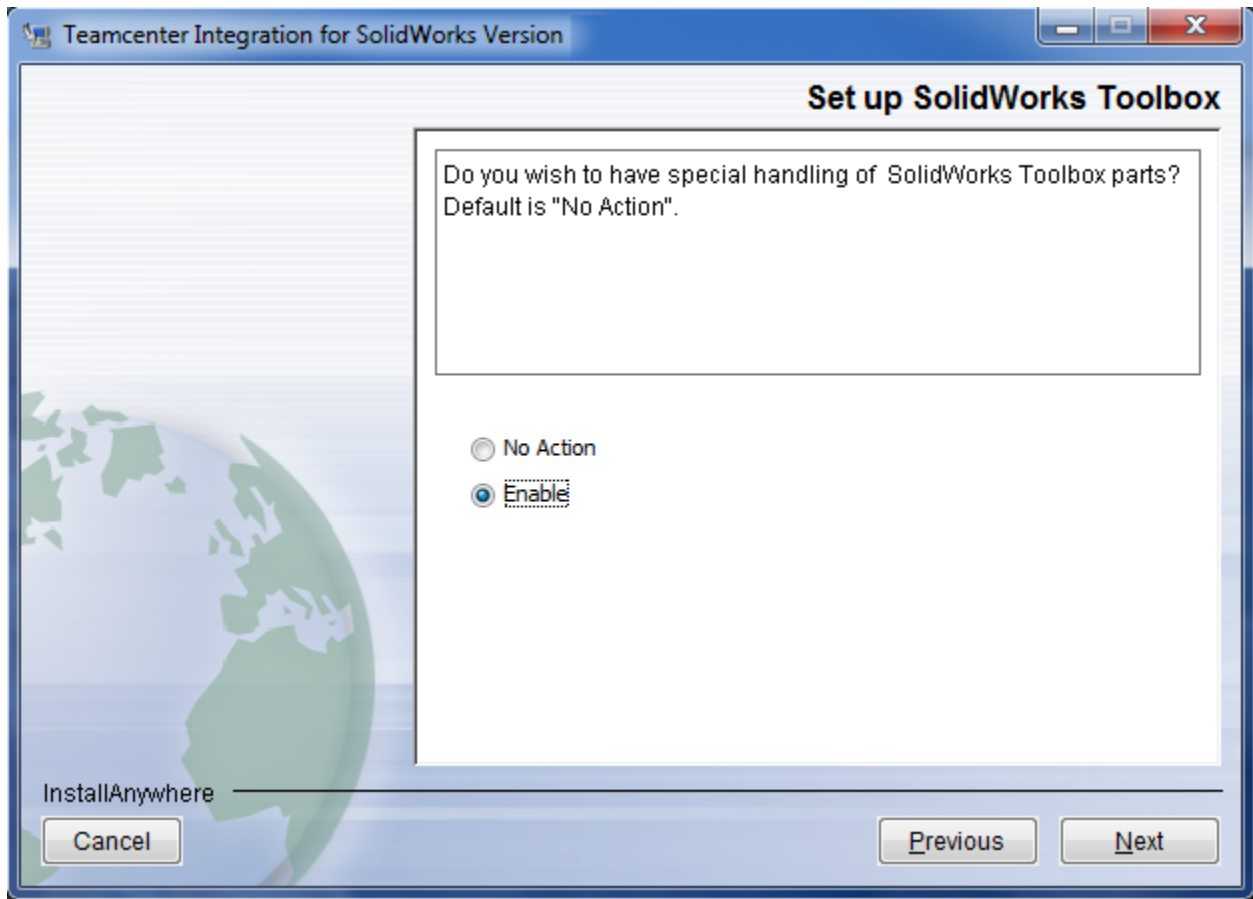 Teamcenter Integration for SolidWorks Version
Set up SolidWorks Toolbox
Do you wish to have special handling of SolidWorks Toolbox parts?
Default is "No Action".
No Action
Enable
InstallAnywhere
Cancel
Previous
Next